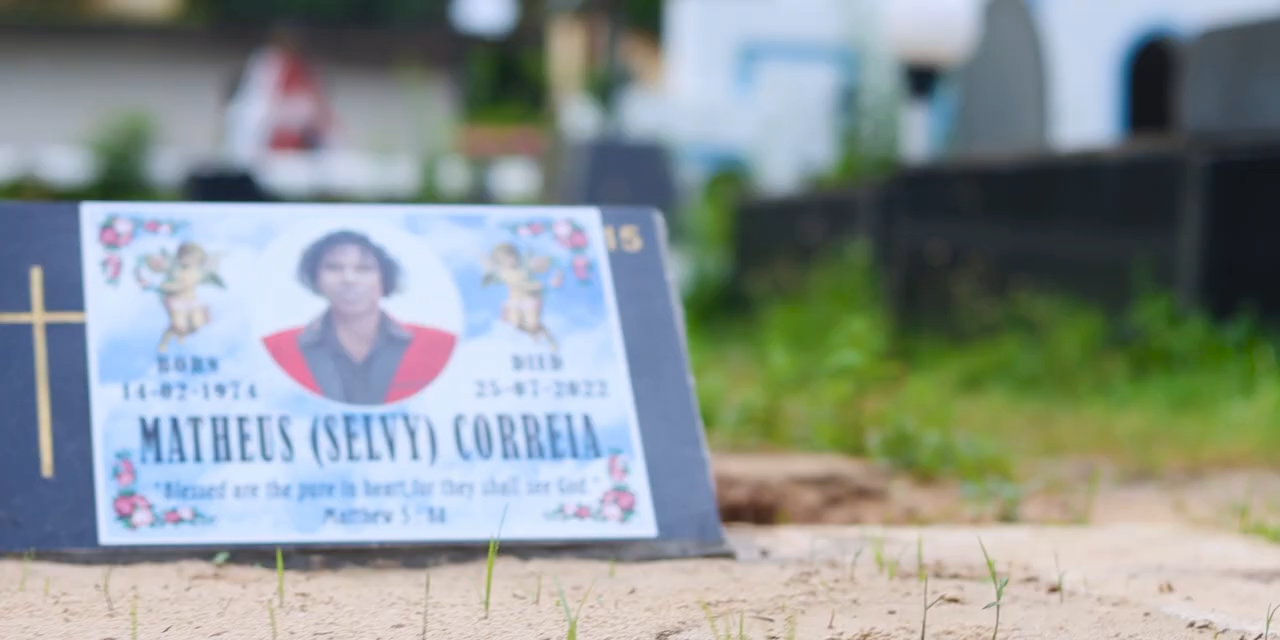 15
BORN
DIED
14-02-1974
25-07-2022
MATHEUS (SELVY) CORREIA
"Blessed are the pure in heart, for they shall see God."
Matthew 5: